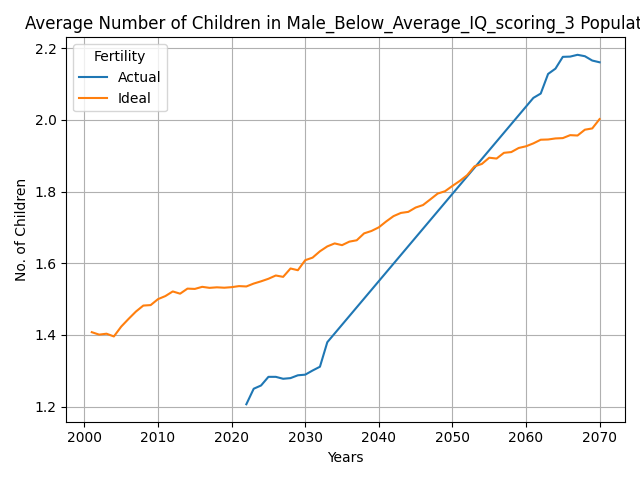 Average Number of Children in Male_Below_Average_IQ_scoring_3 Populat
Fertility
Actual
Ideal
2.2
2.0
1.8
1.6
1.4
1.2
No. of Children
2000 2010 2020 2030 2040 2050 2060 2070
Years